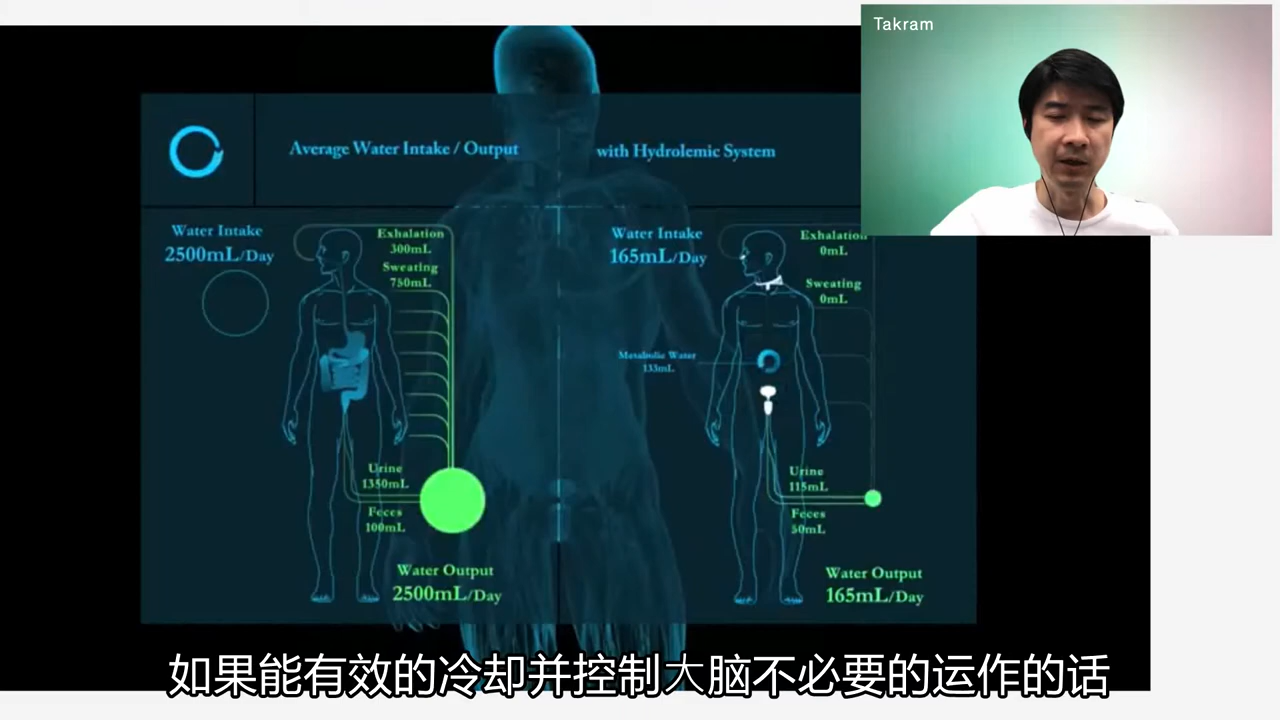 Takram
Average Water Intake / Output
with Hydrolemic System
Water Intake
2500mL/Day
Exhalation
300mL
Sweating
750mL
Urine
1350mL
Feces
100mL
Water Output
2500mL/Day
Water Intake
165mL/Day
Exhalation
0mL
Sweating
0mL
Metabolic Water
133mL
Urine
115mL
Feces
50mL
Water Output
165mL/Day
如果能有效的冷却并控制大脑不必要的运作的话